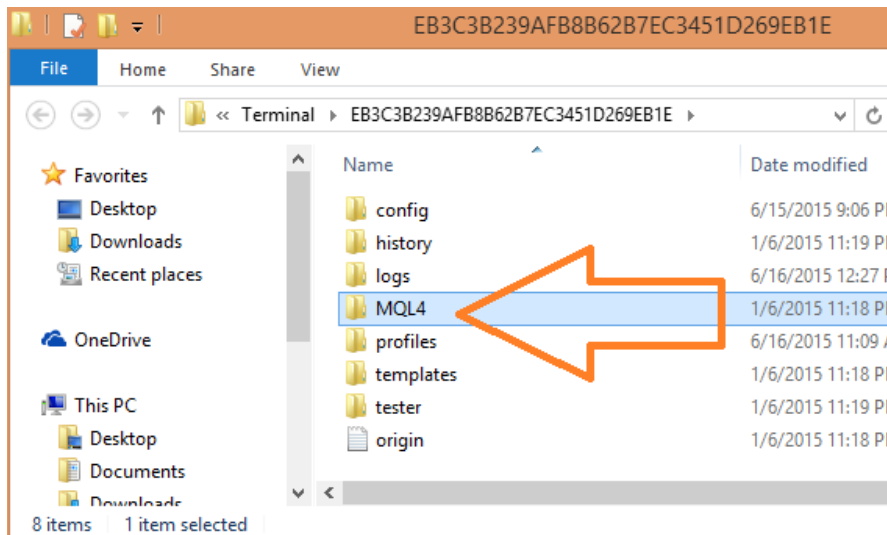 EB3C3B239AFB8B62B7EC3451D269EB1E
File Home Share View
« Terminal EB3C3B239AFB8B62B7EC3451D269EB1E
Name Date modified
Favorites
Desktop
Downloads
Recent places
OneDrive
This PC
Desktop
Documents
Downloads
config 6/15/2015 9:06 P
history 1/6/2015 11:19 P
logs 6/16/2015 12:27
MQL4 1/6/2015 11:18 P
profiles 6/16/2015 11:09
templates 1/6/2015 11:18 P
tester 1/6/2015 11:19 P
origin 1/6/2015 11:18 P
8 items 1 item selected